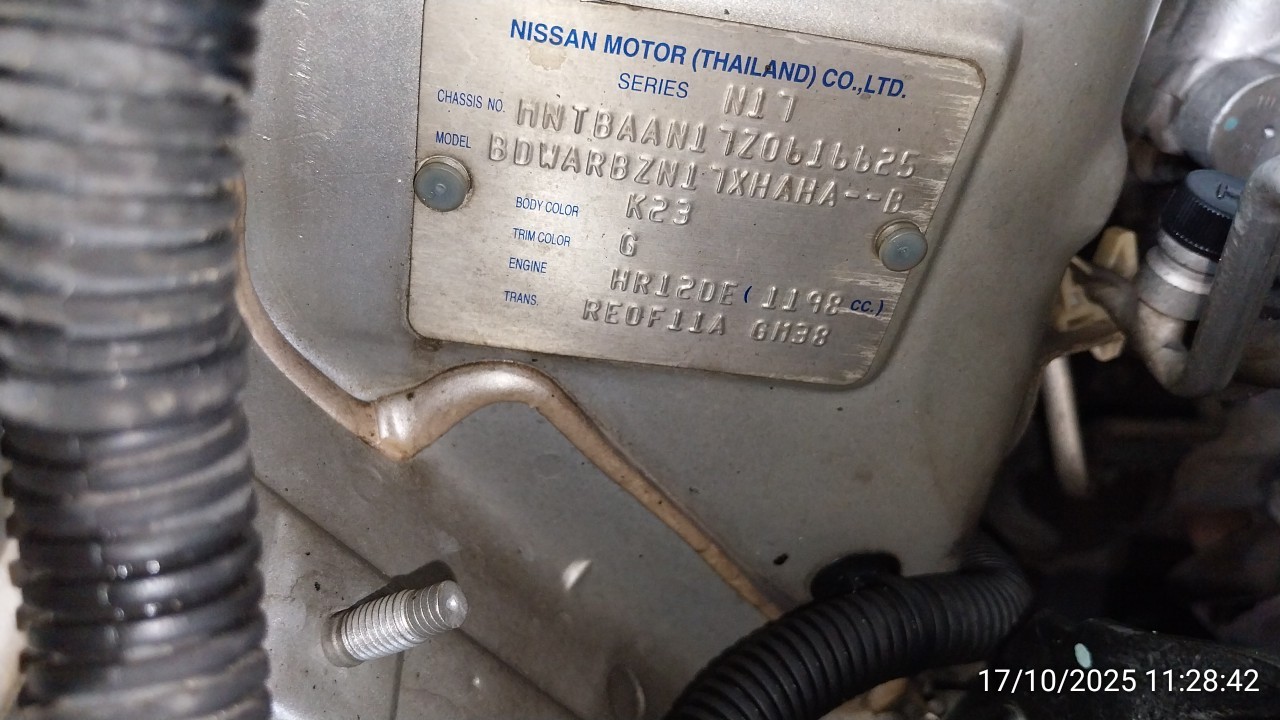 NISSAN MOTOR (THAILAND) CO.,LTD.
SERIES N17
CHASSIS NO. MNTBAAN17Z0616625
MODEL BDWARBZN17XHAHA--B
BODY COLOR K23
TRIM COLOR G
ENGINE HR12DE ( 1198 CC.)
TRANS. RE0F11A GM38
17/10/2025 11:28:42